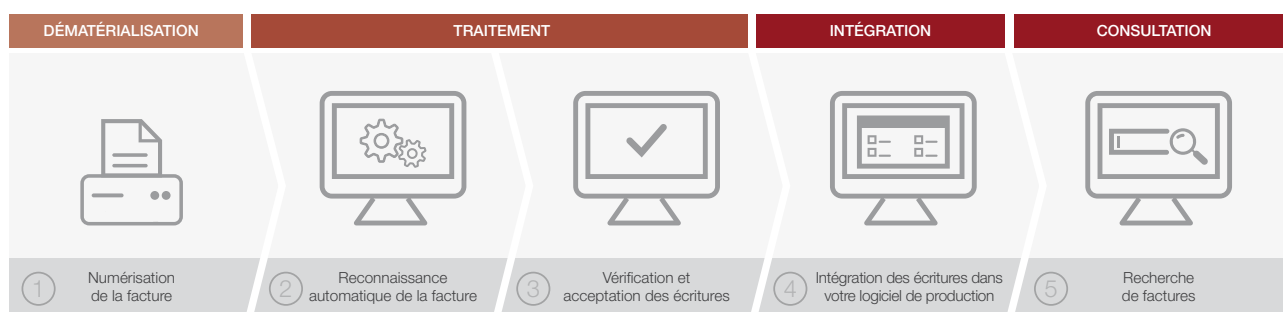 DÉMATÉRIALISATION
TRAITEMENT
INTÉGRATION
CONSULTATION
1
Numérisation
de la facture
2
Reconnaissance
automatique de la facture
3
Vérification et
acceptation des écritures
4
Intégration des écritures dans
votre logiciel de production
5
Recherche
de factures